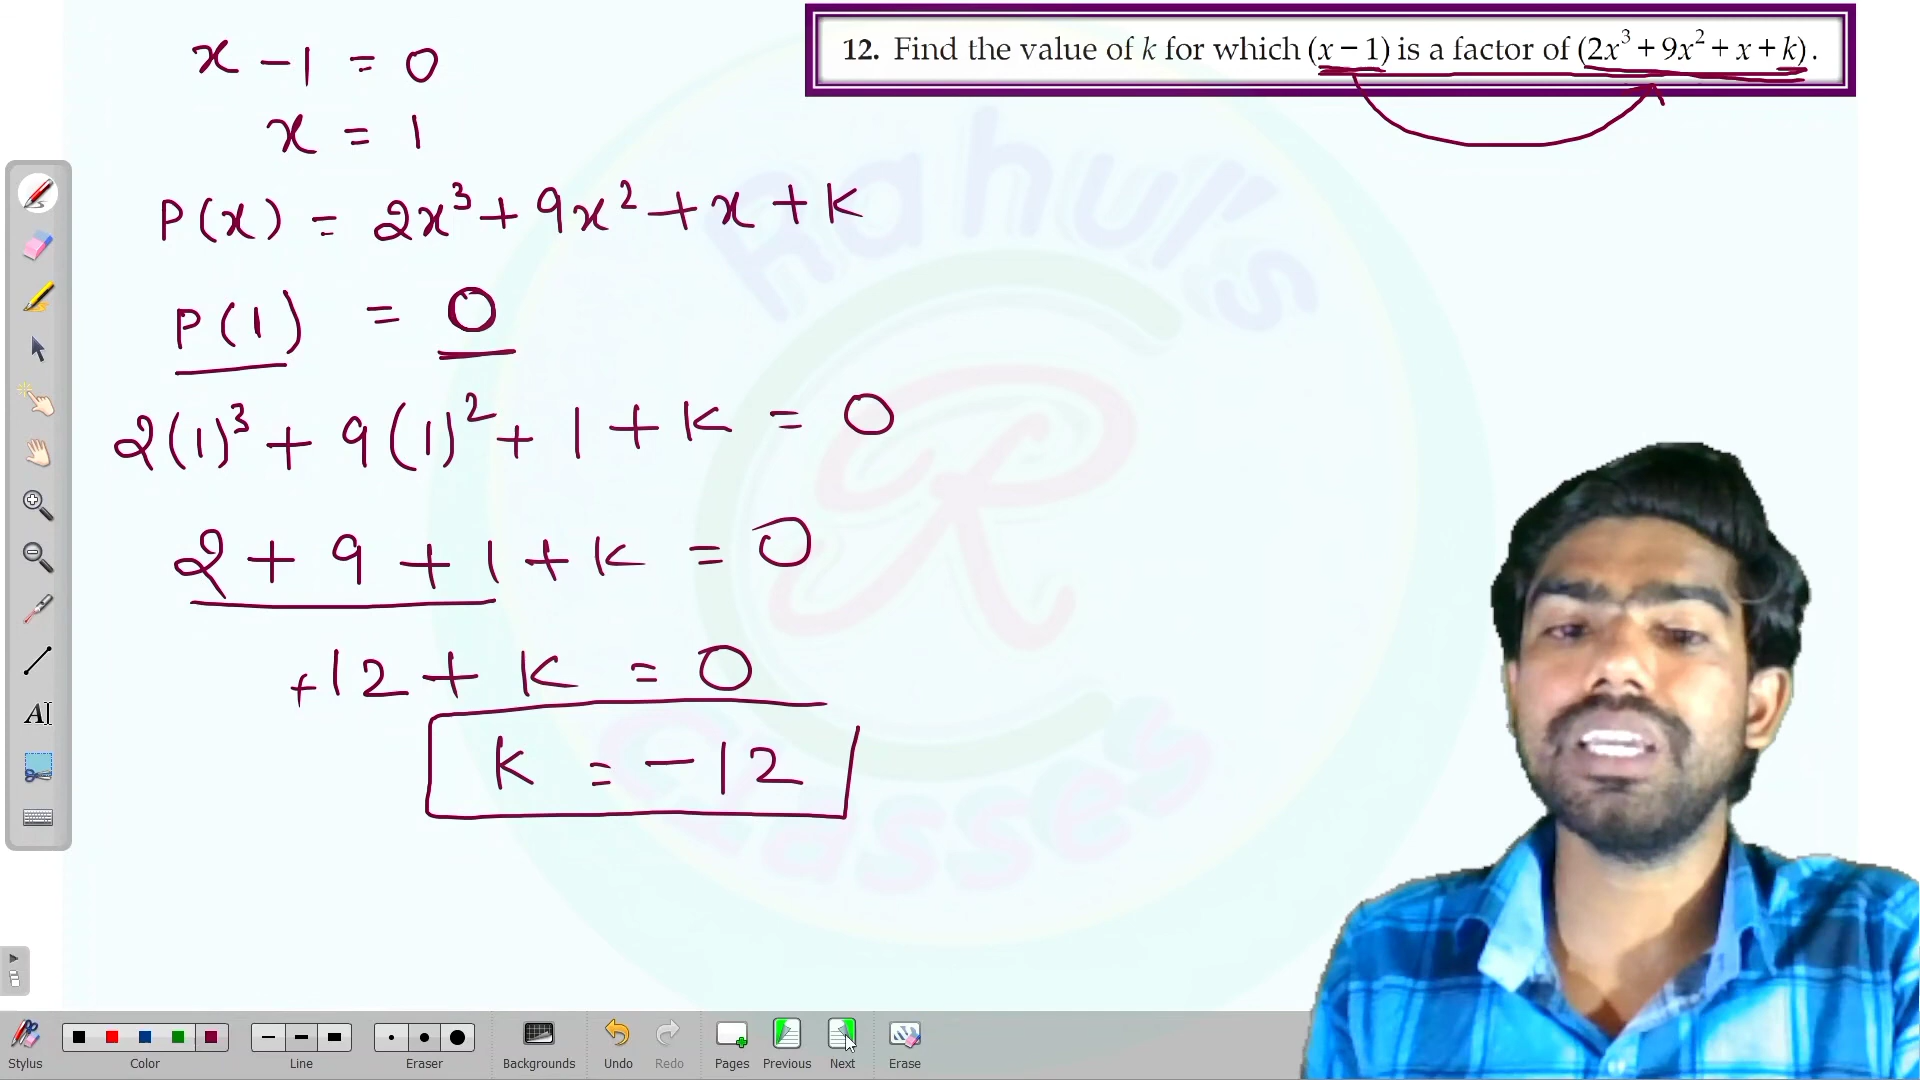 12. Find the value of k for which (x − 1) is a factor of (2x³ + 9x² + x + k).
x − 1 = 0
x = 1
P(x) = 2x³ + 9x² + x + k
P(1) = 0
2(1)³ + 9(1)² + 1 + k = 0
2 + 9 + 1 + k = 0
+12 + k = 0
k = −12
Rahul's
R
Classes
A
Stylus Color Line Eraser Backgrounds Undo Redo Pages Previous Next Erase